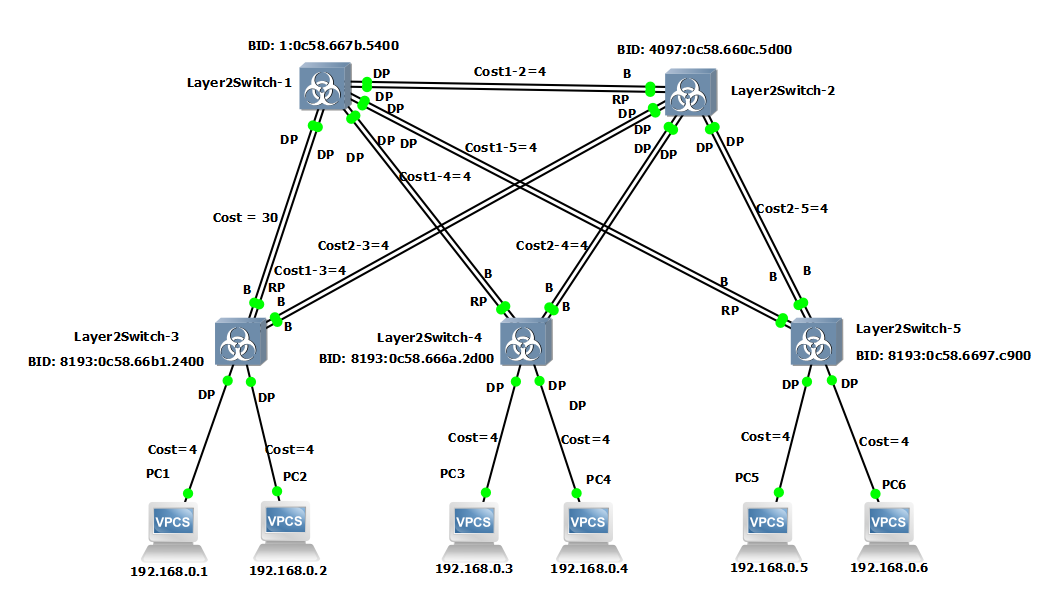 BID: 1:0c58.667b.5400
BID: 4097:0c58.660c.5d00
Layer2Switch-1
DP
Cost1-2=4
B
Layer2Switch-2
DP
DP
RP
DP
DP
DP
DP
DP
DP
DP
DP
DP
DP
DP
Cost1-5=4
Cost1-4=4
Cost = 30
Cost2-5=4
Cost2-3=4
Cost2-4=4
Cost1-3=4
B
RP
B
B
B
RP
B
B
B
RP
B
B
Layer2Switch-3
BID: 8193:0c58.66b1.2400
Layer2Switch-4
BID: 8193:0c58.666a.2d00
Layer2Switch-5
BID: 8193:0c58.6697.c900
DP
DP
DP
DP
DP
DP
DP
Cost=4
Cost=4
Cost=4
Cost=4
Cost=4
Cost=4
PC1
PC2
PC3
PC4
PC5
PC6
VPCS
VPCS
VPCS
VPCS
VPCS
VPCS
192.168.0.1
192.168.0.2
192.168.0.3
192.168.0.4
192.168.0.5
192.168.0.6